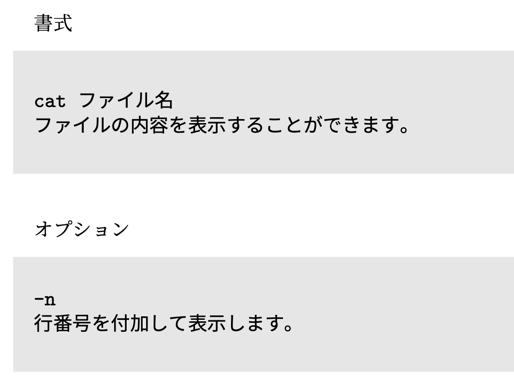 書式
cat ファイル名
ファイルの内容を表示することができます。
オプション
-n
行番号を付加して表示します。